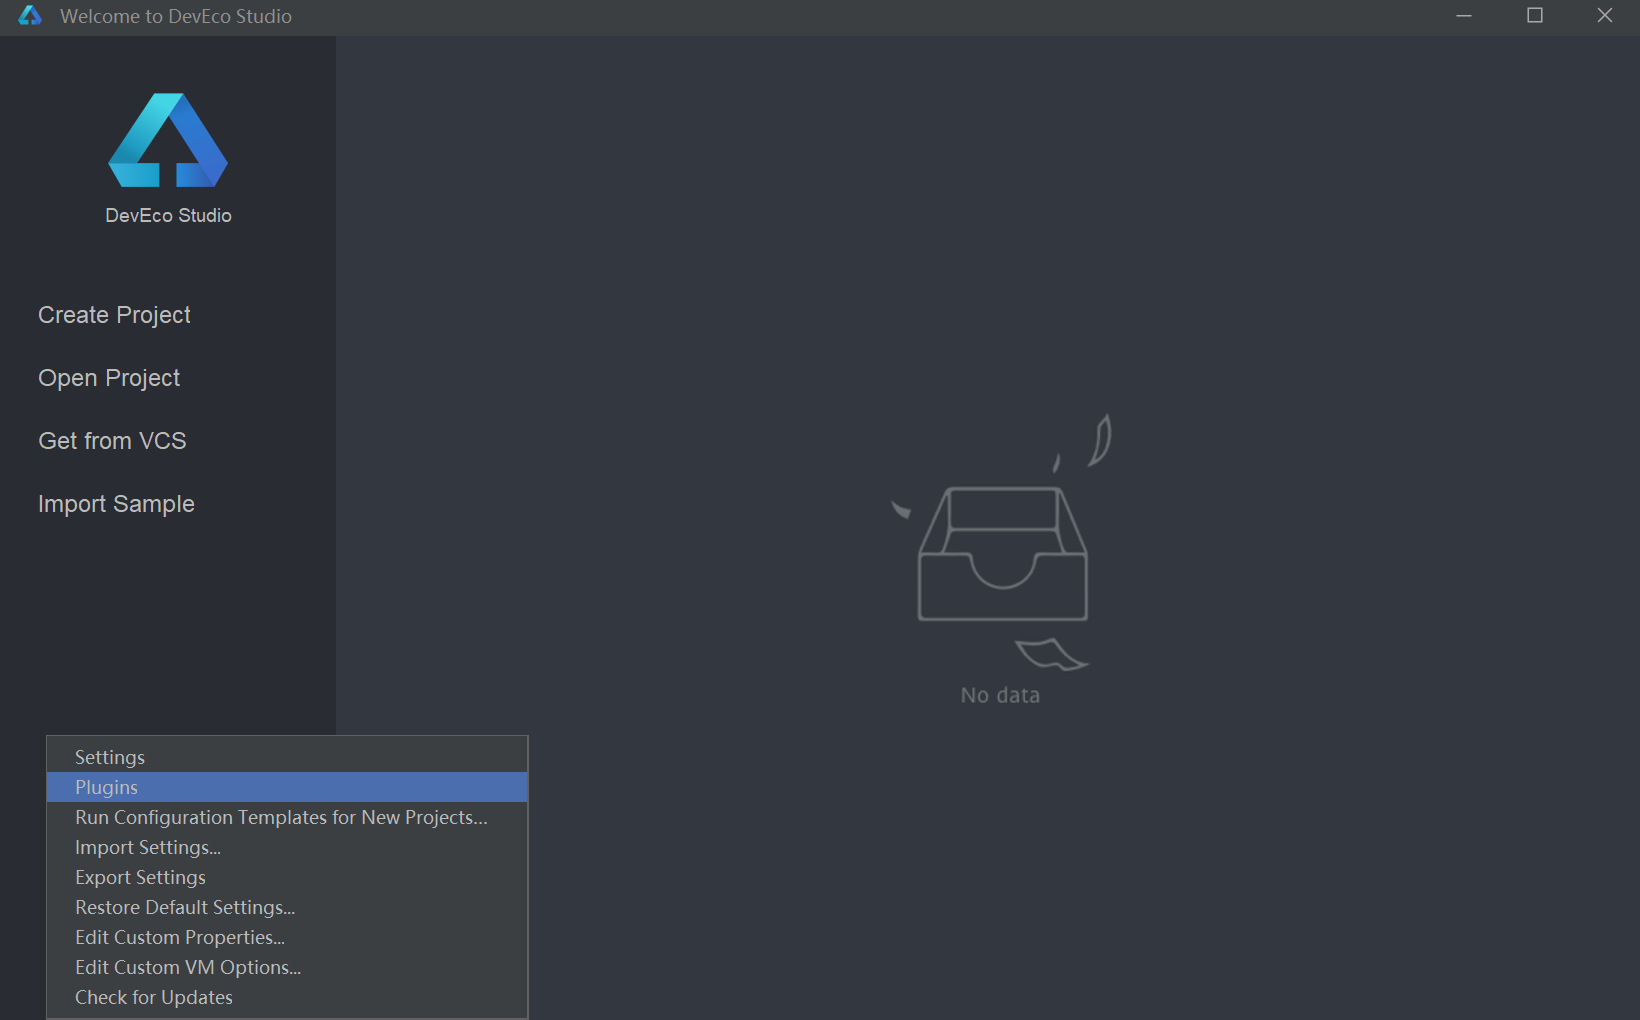 Welcome to DevEco Studio
DevEco Studio
Create Project
Open Project
Get from VCS
Import Sample
No data
Settings
Plugins
Run Configuration Templates for New Projects...
Import Settings...
Export Settings
Restore Default Settings...
Edit Custom Properties...
Edit Custom VM Options...
Check for Updates